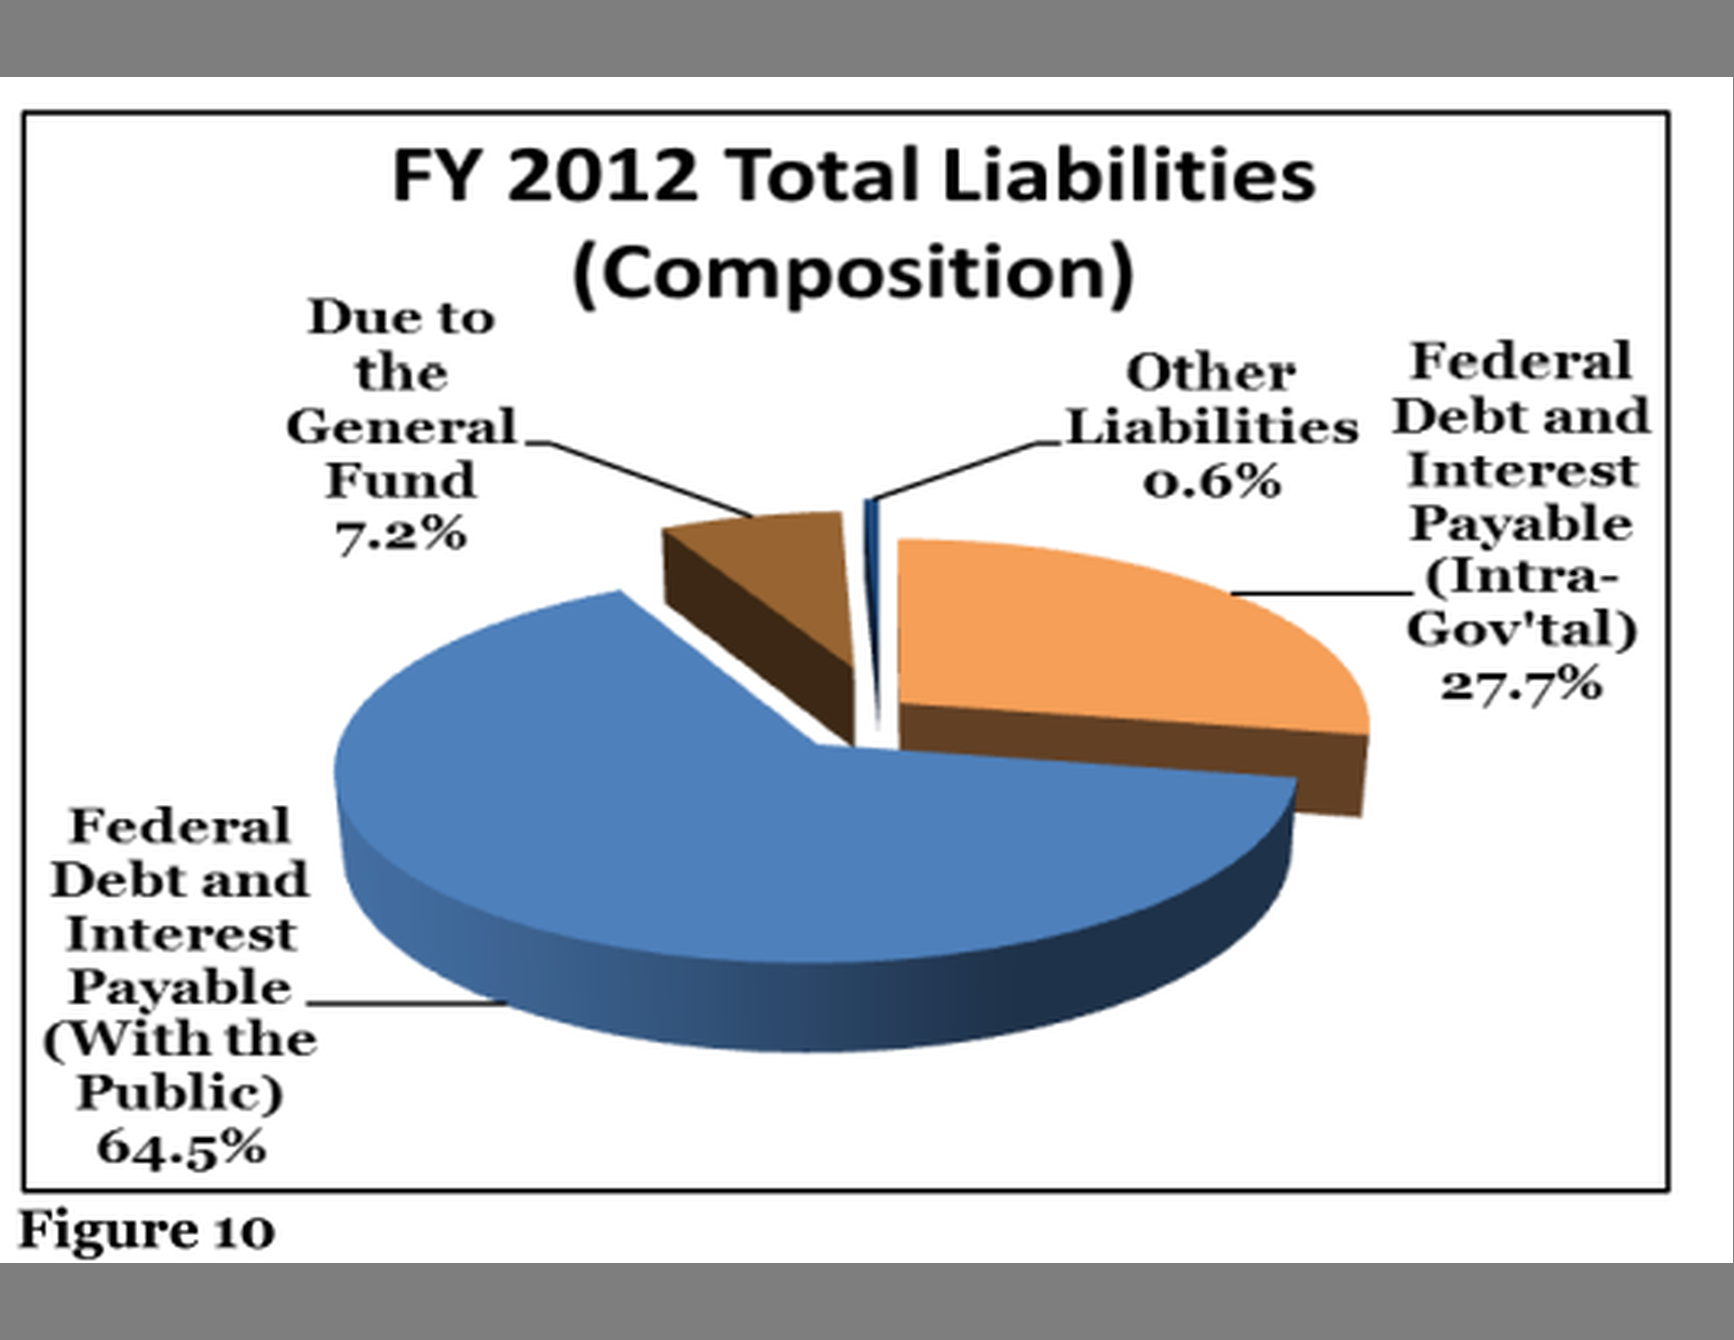 FY 2012 Total Liabilities
(Composition)
Due to
the
General
Fund
7.2%
Other
Liabilities
0.6%
Federal
Debt and
Interest
Payable
(Intra-
Gov'tal)
27.7%
Federal
Debt and
Interest
Payable
(With the
Public)
64.5%
Figure 10